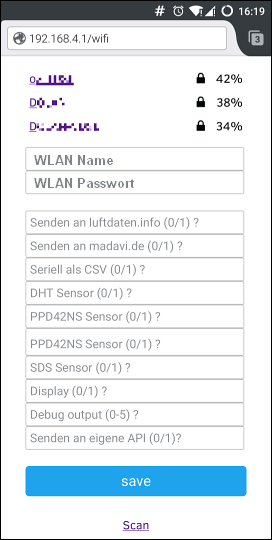 # 16:19
192.168.4.1/wifi 3
42%
38%
34%
WLAN Name
WLAN Passwort
Senden an luftdaten.info (0/1) ?
Senden an madavi.de (0/1) ?
Seriell als CSV (0/1) ?
DHT Sensor (0/1) ?
PPD42NS Sensor (0/1) ?
PPD42NS Sensor (0/1) ?
SDS Sensor (0/1) ?
Display (0/1) ?
Debug output (0-5) ?
Senden an eigene API (0/1)?
save
Scan